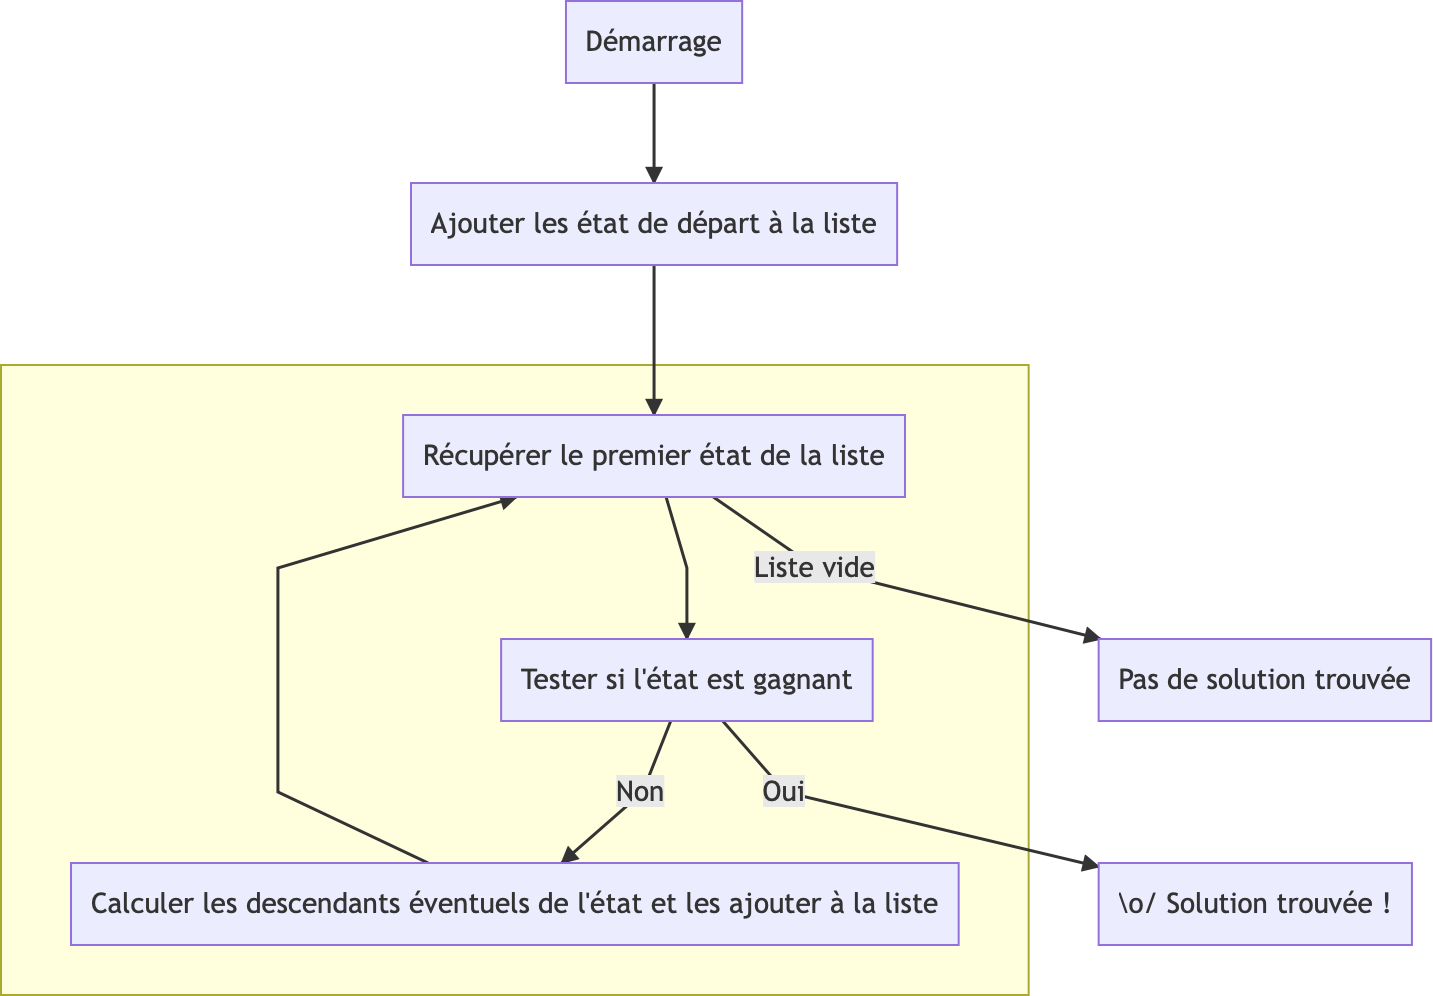 Démarrage
Ajouter les état de départ à la liste
Récupérer le premier état de la liste
Liste vide
Tester si l'état est gagnant
Pas de solution trouvée
Non
Oui
Calculer les descendants éventuels de l'état et les ajouter à la liste
\o/ Solution trouvée !